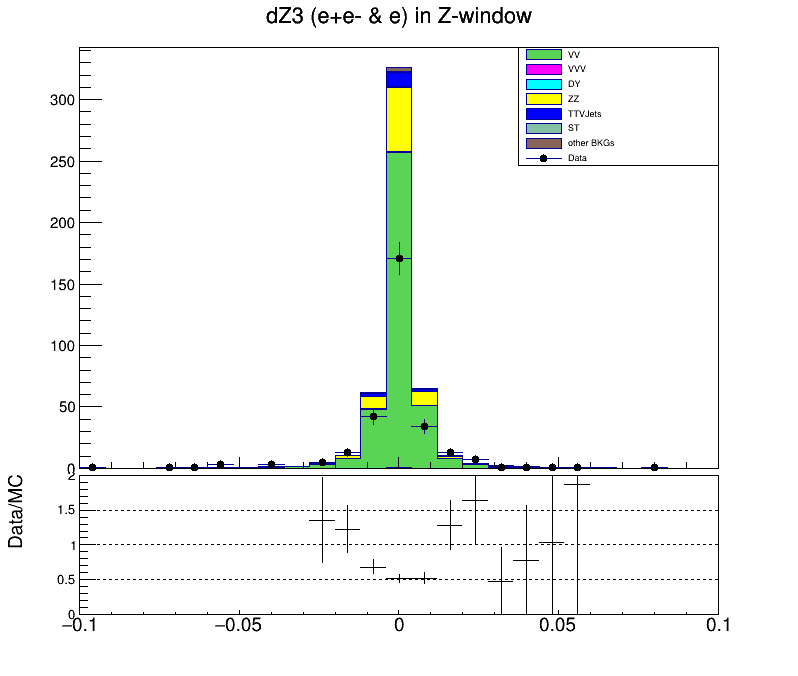 dZ3 (e+e- & e) in Z-window
VV
VVV
DY
ZZ
TTVJets
ST
other BKGs
Data
300
250
200
150
100
50
0
Data/MC
2
1.5
1
0.5
0
−0.1
−0.05
0
0.05
0.1